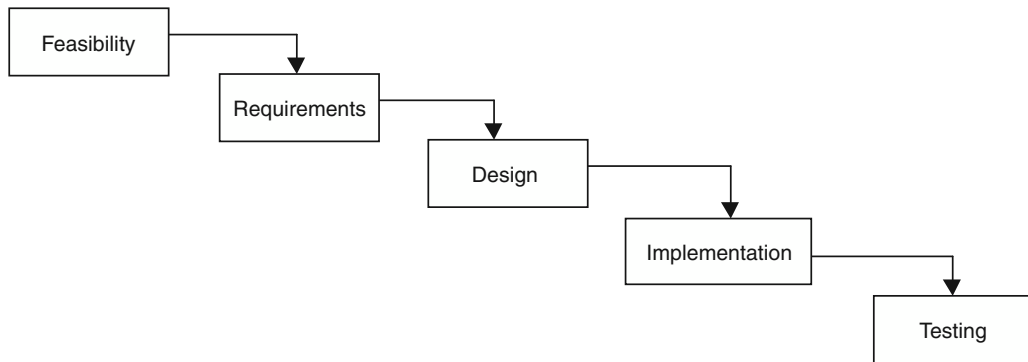 Feasibility
Requirements
Design
Implementation
Testing